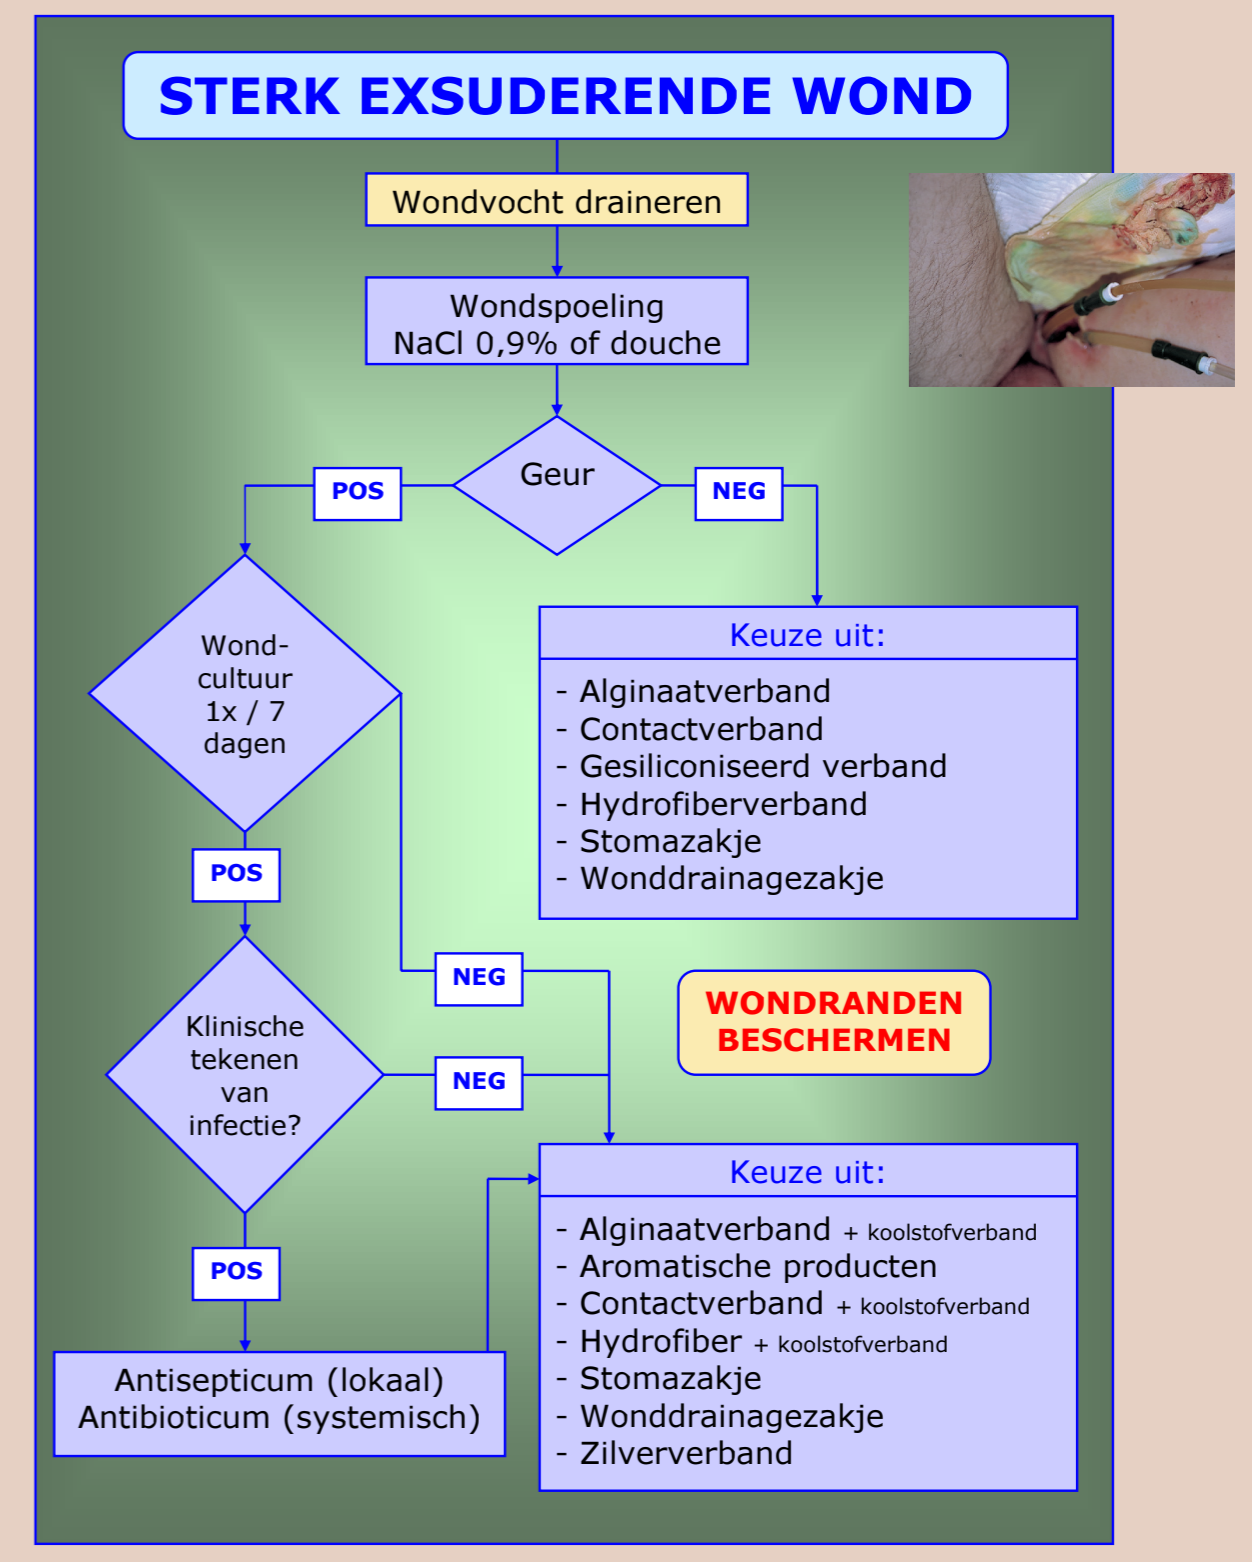 STERK EXSUDERENDE WOND
Wondvocht draineren
Wondspoeling
NaCl 0,9% of douche
Geur
POS
NEG
Wond-
cultuur
1x / 7
dagen
Keuze uit:
- Alginaatverband
- Contactverband
- Gesiliconiseerd verband
- Hydrofiberverband
- Stomazakje
- Wonddrainagezakje
POS
NEG
WONDRANDEN
BESCHERMEN
Klinische
tekenen
van
infectie?
NEG
POS
Antisepticum (lokaal)
Antibioticum (systemisch)
Keuze uit:
- Alginaatverband + koolstofverband
- Aromatische producten
- Contactverband + koolstofverband
- Hydrofiber + koolstofverband
- Stomazakje
- Wonddrainagezakje
- Zilververband